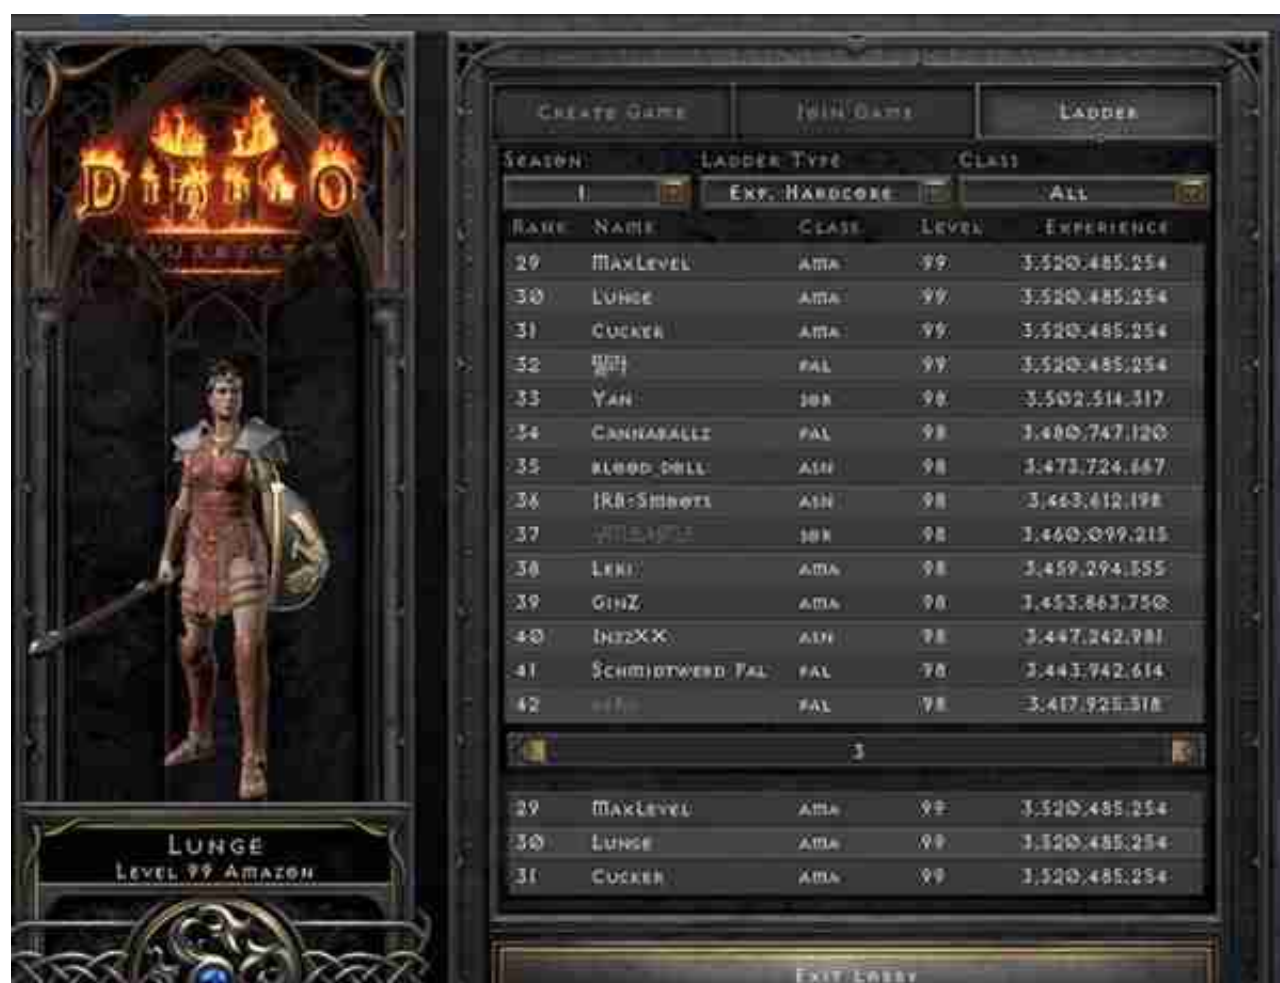 DIABLO
II
RESURRECTED
CREATE GAME JOIN GAME LADDER
SEASON LADDER TYPE CLASS
1 EXP. HARDCORE ALL
RANK NAME CLASS LEVEL EXPERIENCE
29 MAXLEVEL AMA 99 3,520,485,254
30 LUNGE AMA 99 3,520,485,254
31 CUCKER AMA 99 3,520,485,254
32 PAL 99 3,520,485,254
33 YAN SOR 98 3,502,514,317
34 CANNABALLZ PAL 98 3,480,747,120
35 BLOOD_DOLL ASN 98 3,473,724,667
36 ASN 98 3,463,612,198
37 SOR 98 3,460,099,215
38 LEXI AMA 98 3,459,294,355
39 GINZ AMA 98 3,453,863,750
40 ASN 98 3,447,242,981
41 SCHMIDTWERD PAL PAL 98 3,443,942,614
42 PAL 98 3,417,925,318
3
29 MAXLEVEL AMA 99 3,520,485,254
30 LUNGE AMA 99 3,520,485,254
31 CUCKER AMA 99 3,520,485,254
LUNGE
LEVEL 99 AMAZON
EXIT LOBBY